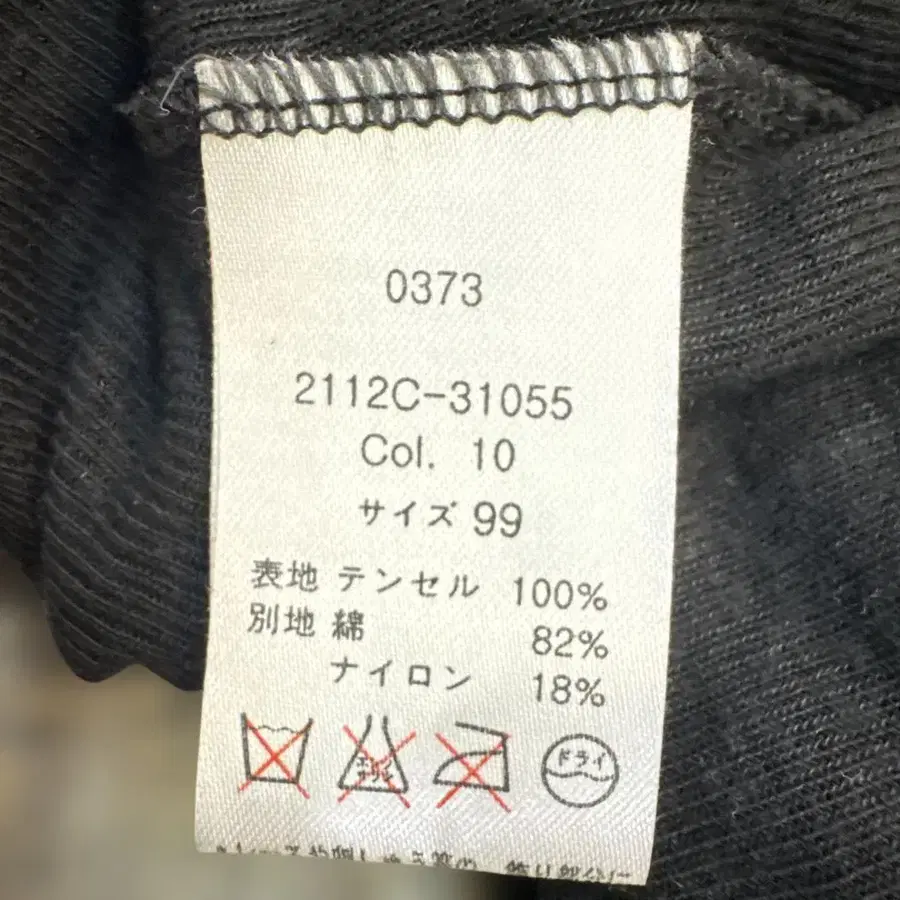 0373
2112C-31055
Col. 10
サイズ 99
表地 テンセル 100%
別地 綿 82%
ナイロン 18%
ドライ